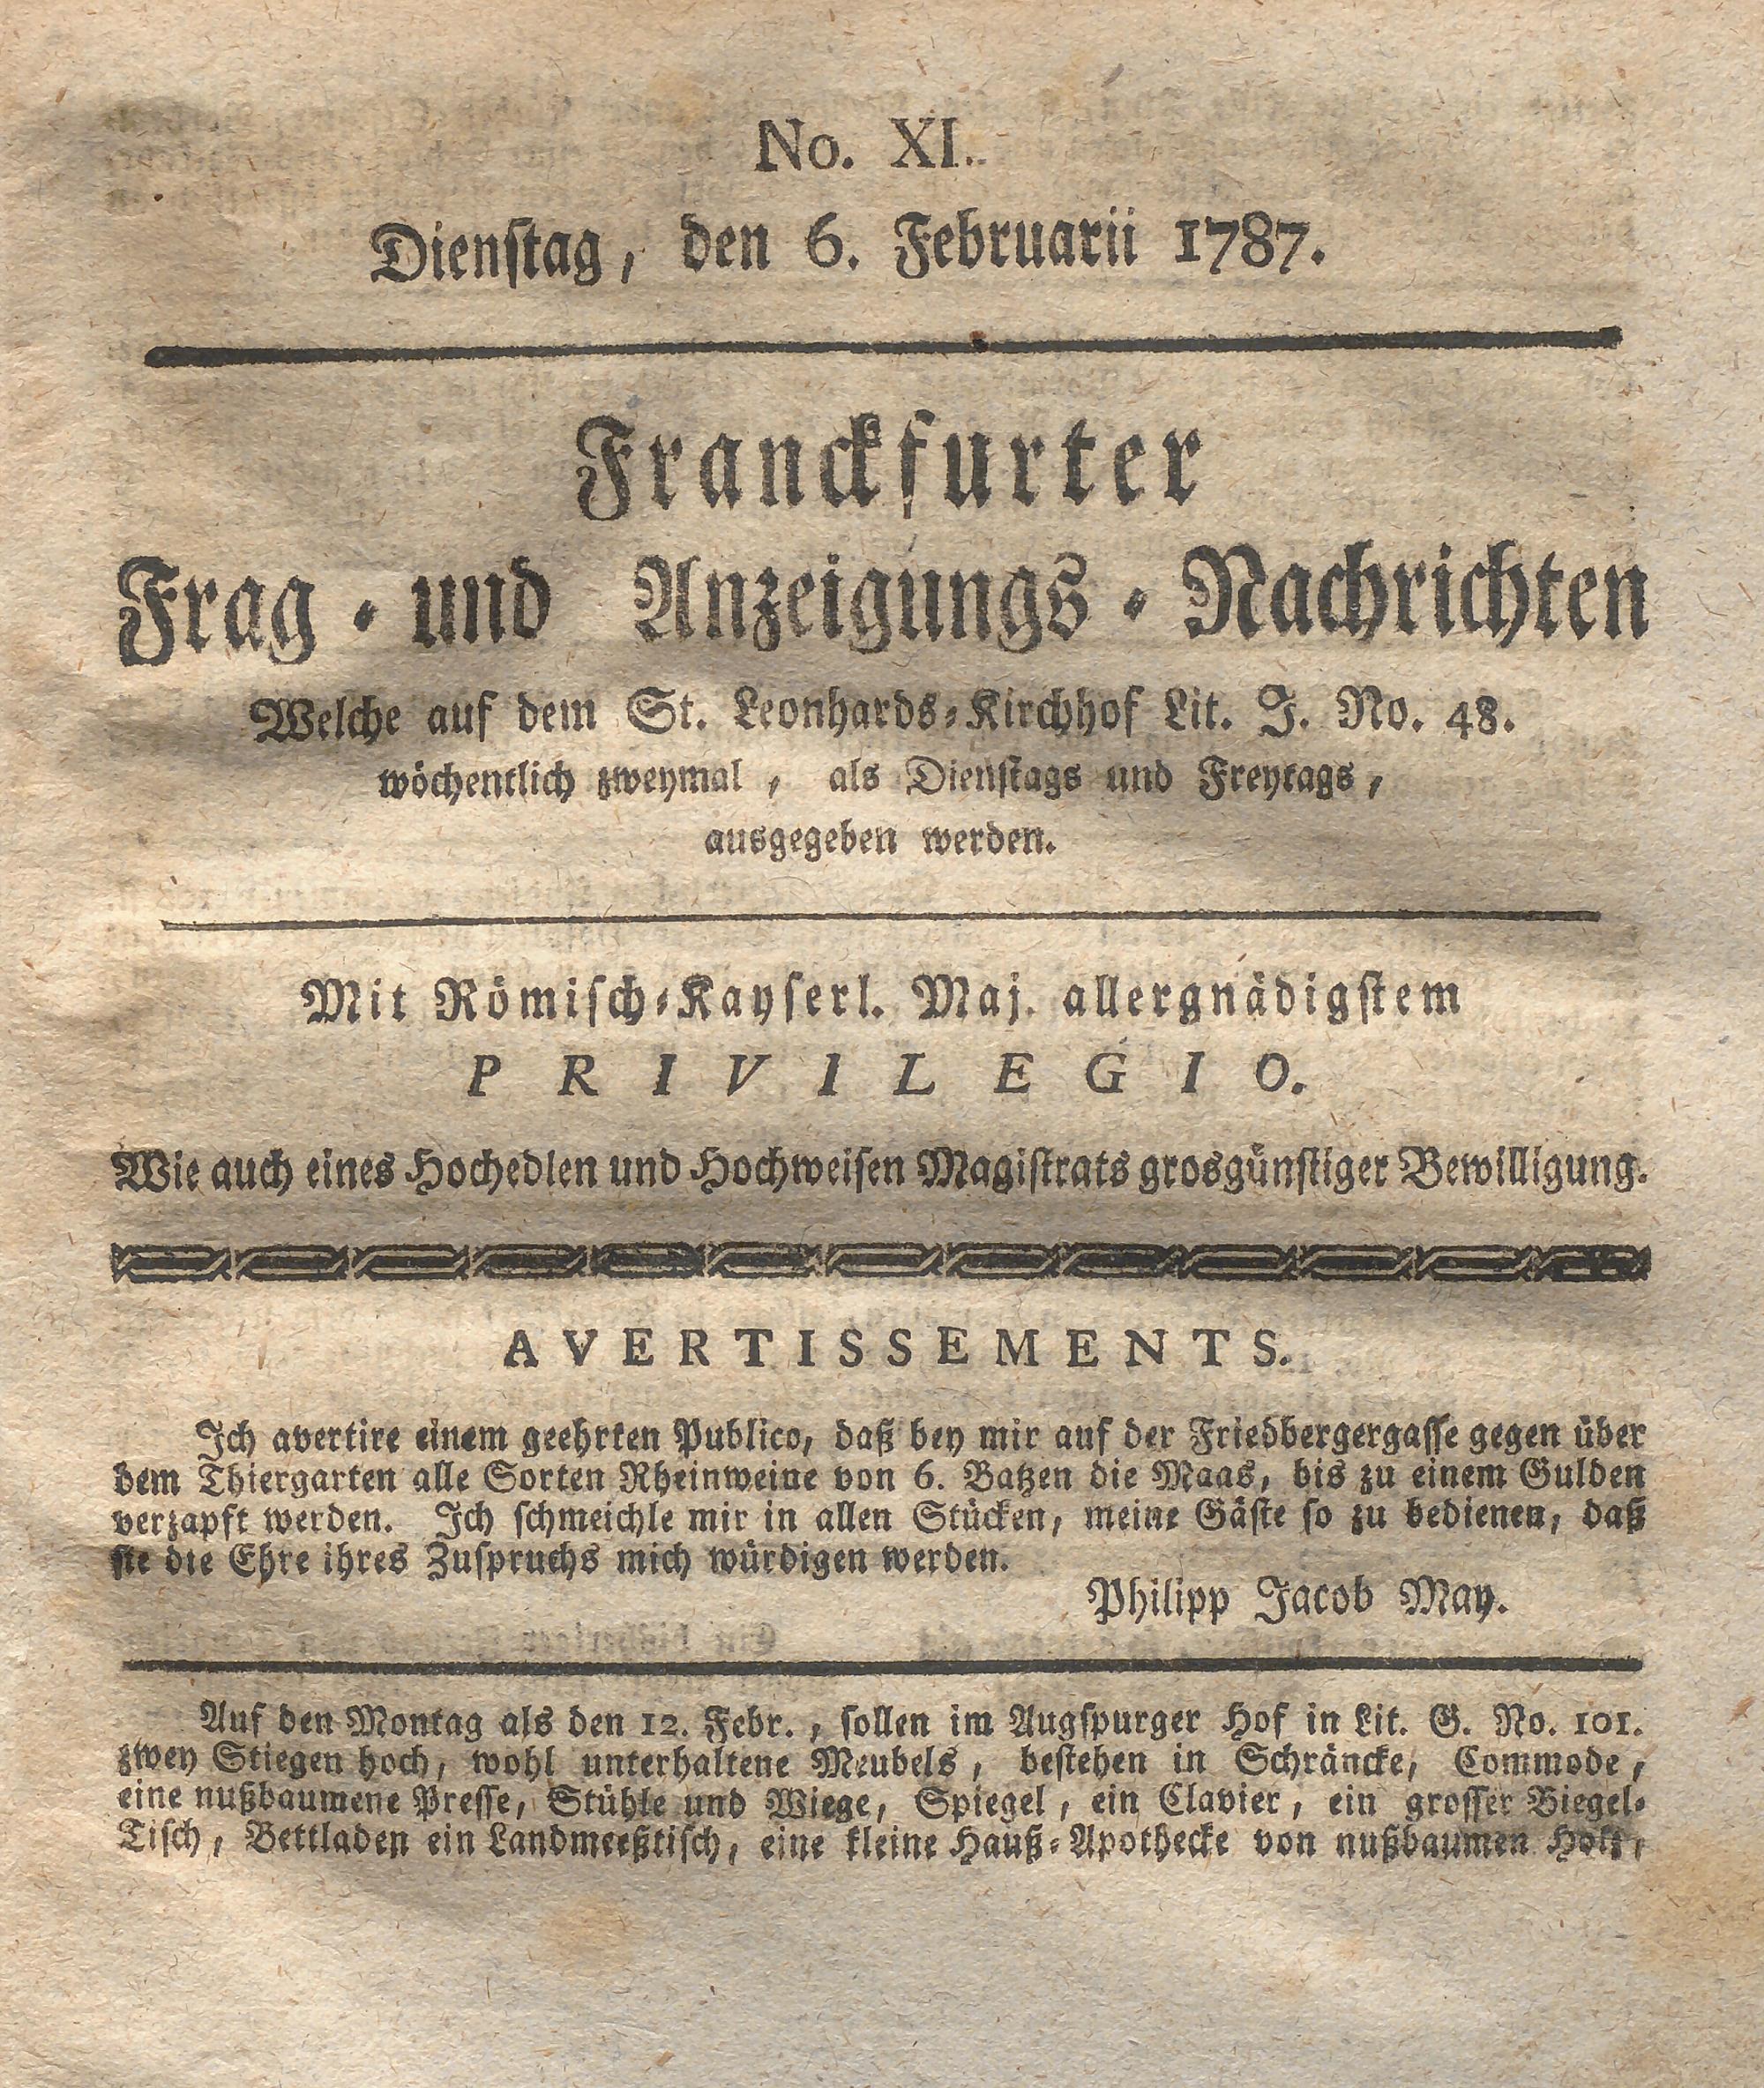 No. XI.
Dienstag, den 6. Februarii 1787.
Franckfurter
Frag- und Anzeigungs-Nachrichten
Welche auf dem St. Leonhards-Kirchhof Lit. J. No. 48.
wöchentlich zweymal, als Dienstags und Freytags,
ausgegeben werden.
Mit Römisch-Kayserl. Maj. allergnädigstem
PRIVILEGIO.
Wie auch eines Hochedlen und Hochweisen Magistrats grosgünstiger Bewilligung.
AVERTISSEMENTS.
Ich avertire einem geehrten Publico, daß bey mir auf der Friedbergergasse gegen über
dem Thiergarten alle Sorten Rheinweine von 6. Batzen die Maas, bis zu einem Gulden
verzapft werden. Ich schmeichle mir in allen Stücken, meine Gäste so zu bedienen, daß
sie die Ehre ihres Zuspruchs mich würdigen werden.
Philipp Jacob May.
Auf den Montag als den 12. Febr., sollen im Augspurger Hof in Lit. G. No. 101.
zwey Stiegen hoch, wohl unterhaltene Meubels, bestehen in Schräncke, Commode,
eine nußbaumene Presse, Stühle und Wiege, Spiegel, ein Clavier, ein grosser Biegel-
Tisch, Bettladen ein Landmeeßtisch, eine kleine Hauß-Apothecke von nußbaumen Holt,